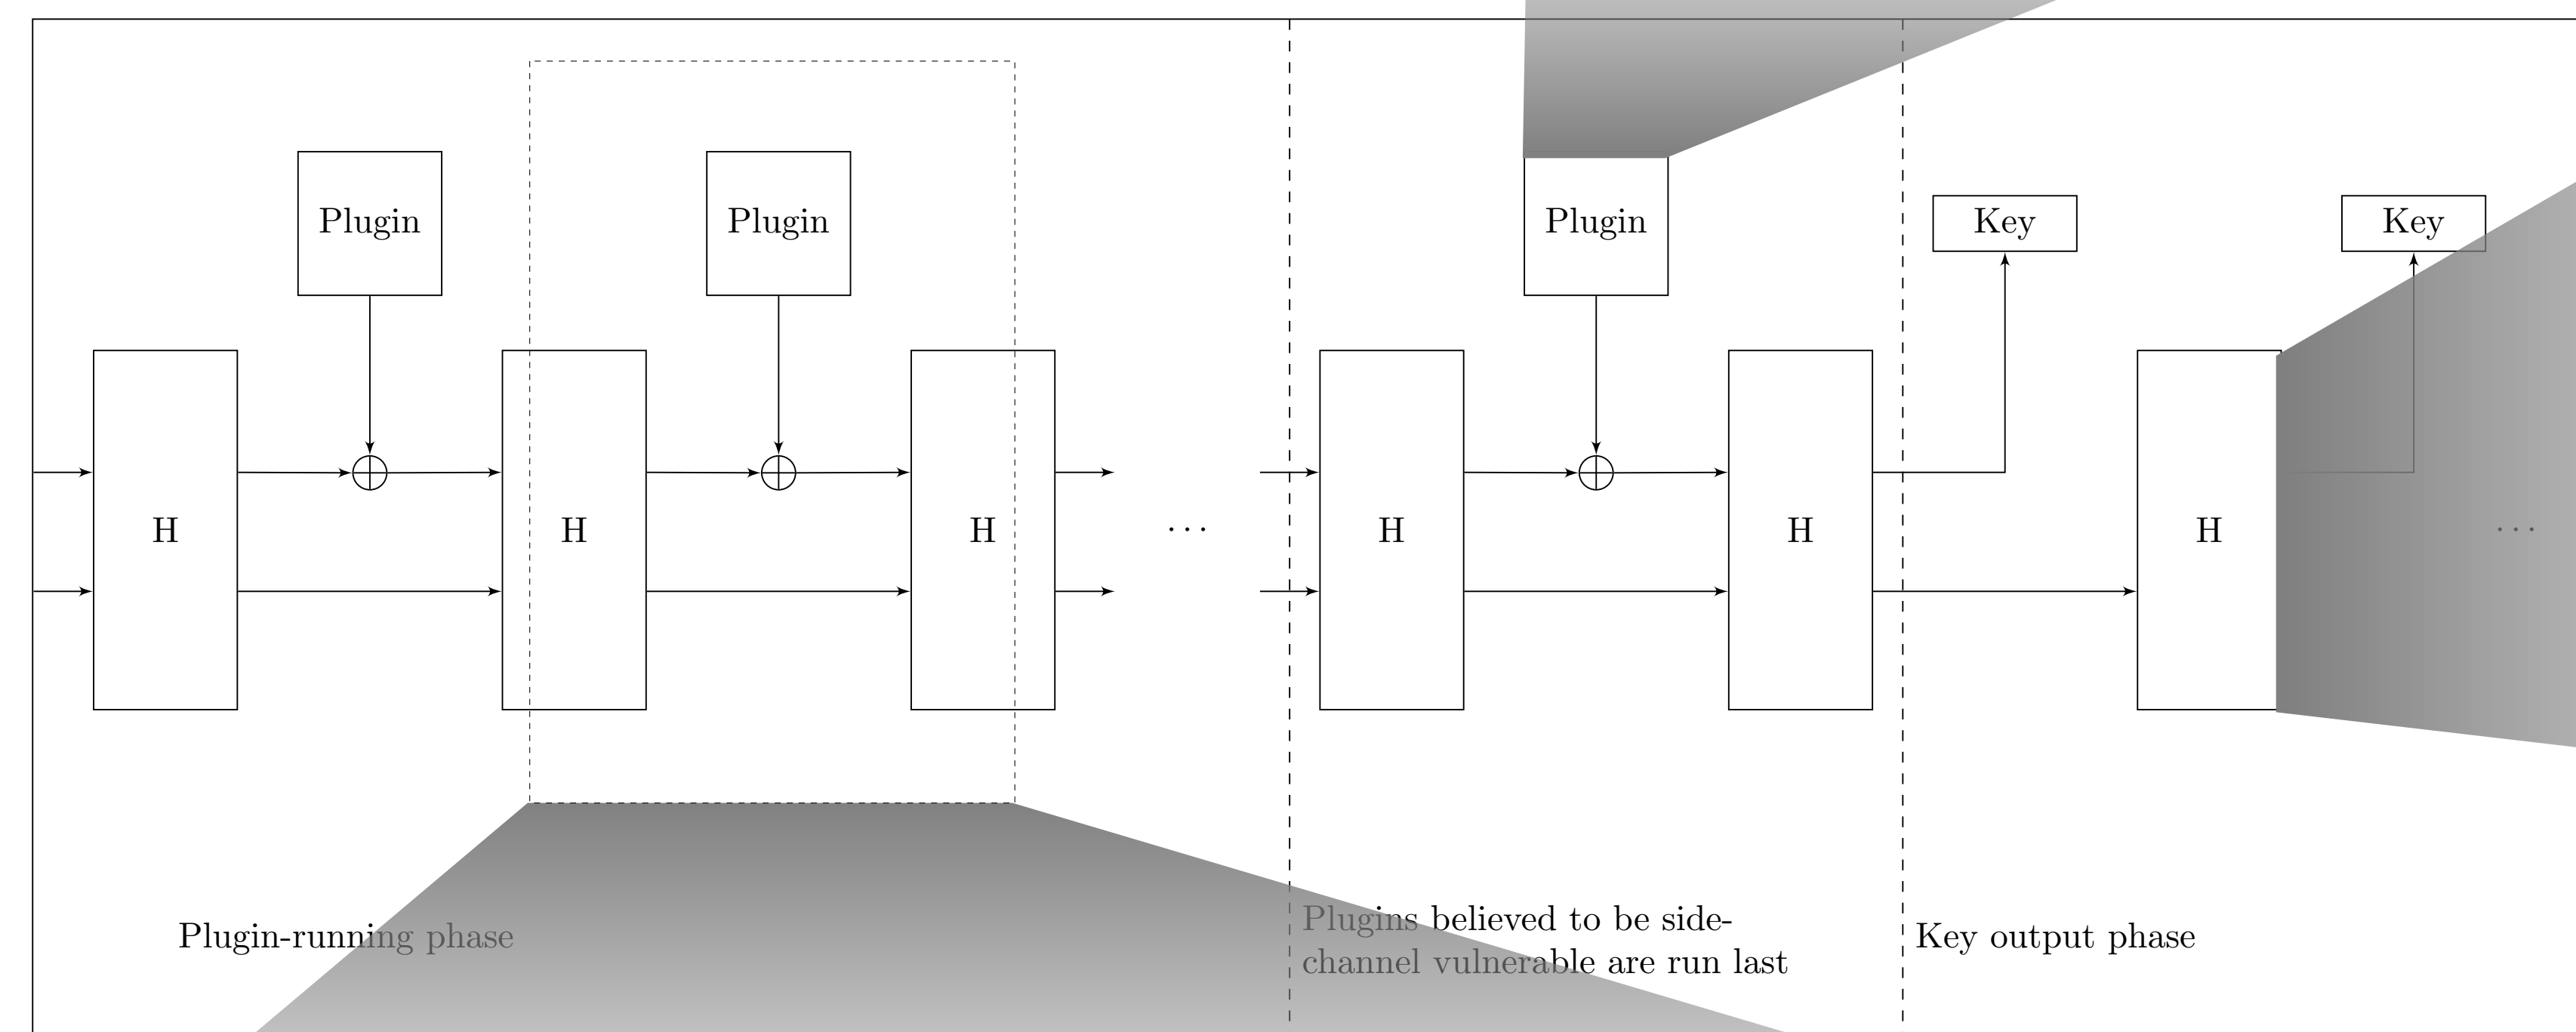 Plugin
Plugin
Plugin
Key
Key
H
H
H
...
H
H
H
...
Plugin-running phase
Plugins believed to be side-
channel vulnerable are run last
Key output phase